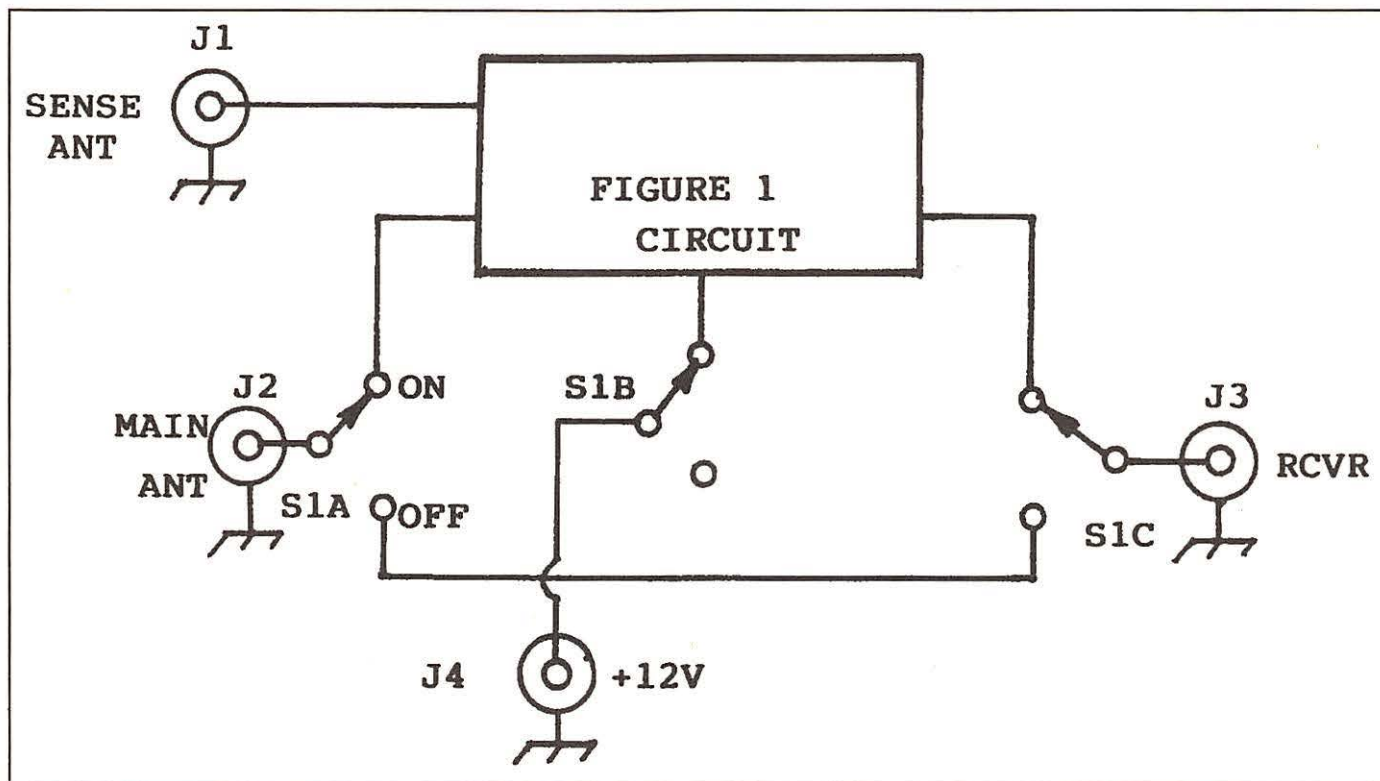 J1
SENSE
ANT
FIGURE 1
CIRCUIT
J2
ON
MAIN
ANT
S1A
OFF
S1B
J3
RCVR
S1C
J4
+12V